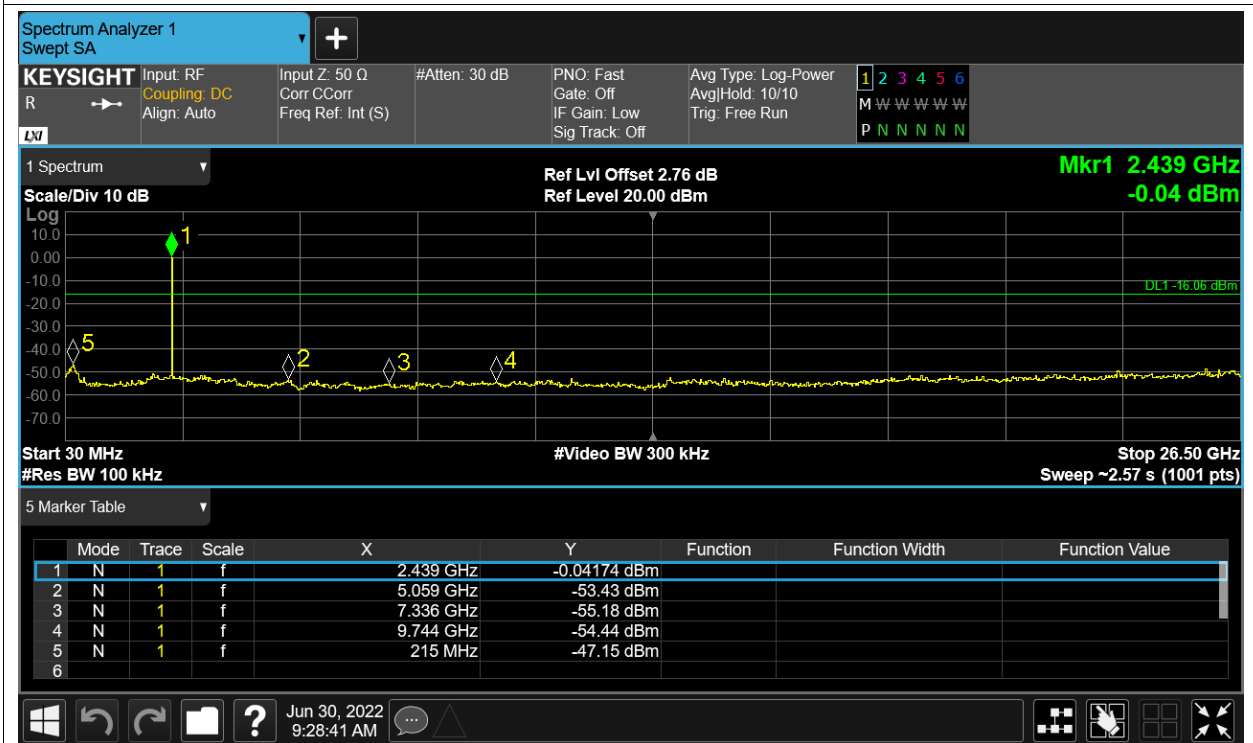 Spectrum Analyzer 1
Swept SA
KEYSIGHT Input: RF Input Z: 50 Ω #Atten: 30 dB PNO: Fast Avg Type: Log-Power 1 2 3 4 5 6
R Coupling: DC Corr CCorr Gate: Off Avg|Hold: 10/10 M W W W W W
Align: Auto Freq Ref: Int (S) IF Gain: Low Trig: Free Run
LXI Sig Track: Off P N N N N N
1 Spectrum Ref Lvl Offset 2.76 dB Mkr1 2.439 GHz
Scale/Div 10 dB Ref Level 20.00 dBm -0.04 dBm
Log
10.0 1
0.00
-10.0 DL1 -16.06 dBm
-20.0
-30.0
-40.0 5 2 3 4
-50.0
-60.0
-70.0
Start 30 MHz #Video BW 300 kHz Stop 26.50 GHz
#Res BW 100 kHz Sweep ~2.57 s (1001 pts)
5 Marker Table
Mode Trace Scale X Y Function Function Width Function Value
1 N 1 f 2.439 GHz -0.04174 dBm
2 N 1 f 5.059 GHz -53.43 dBm
3 N 1 f 7.336 GHz -55.18 dBm
4 N 1 f 9.744 GHz -54.44 dBm
5 N 1 f 215 MHz -47.15 dBm
6
? Jun 30, 2022
9:28:41 AM